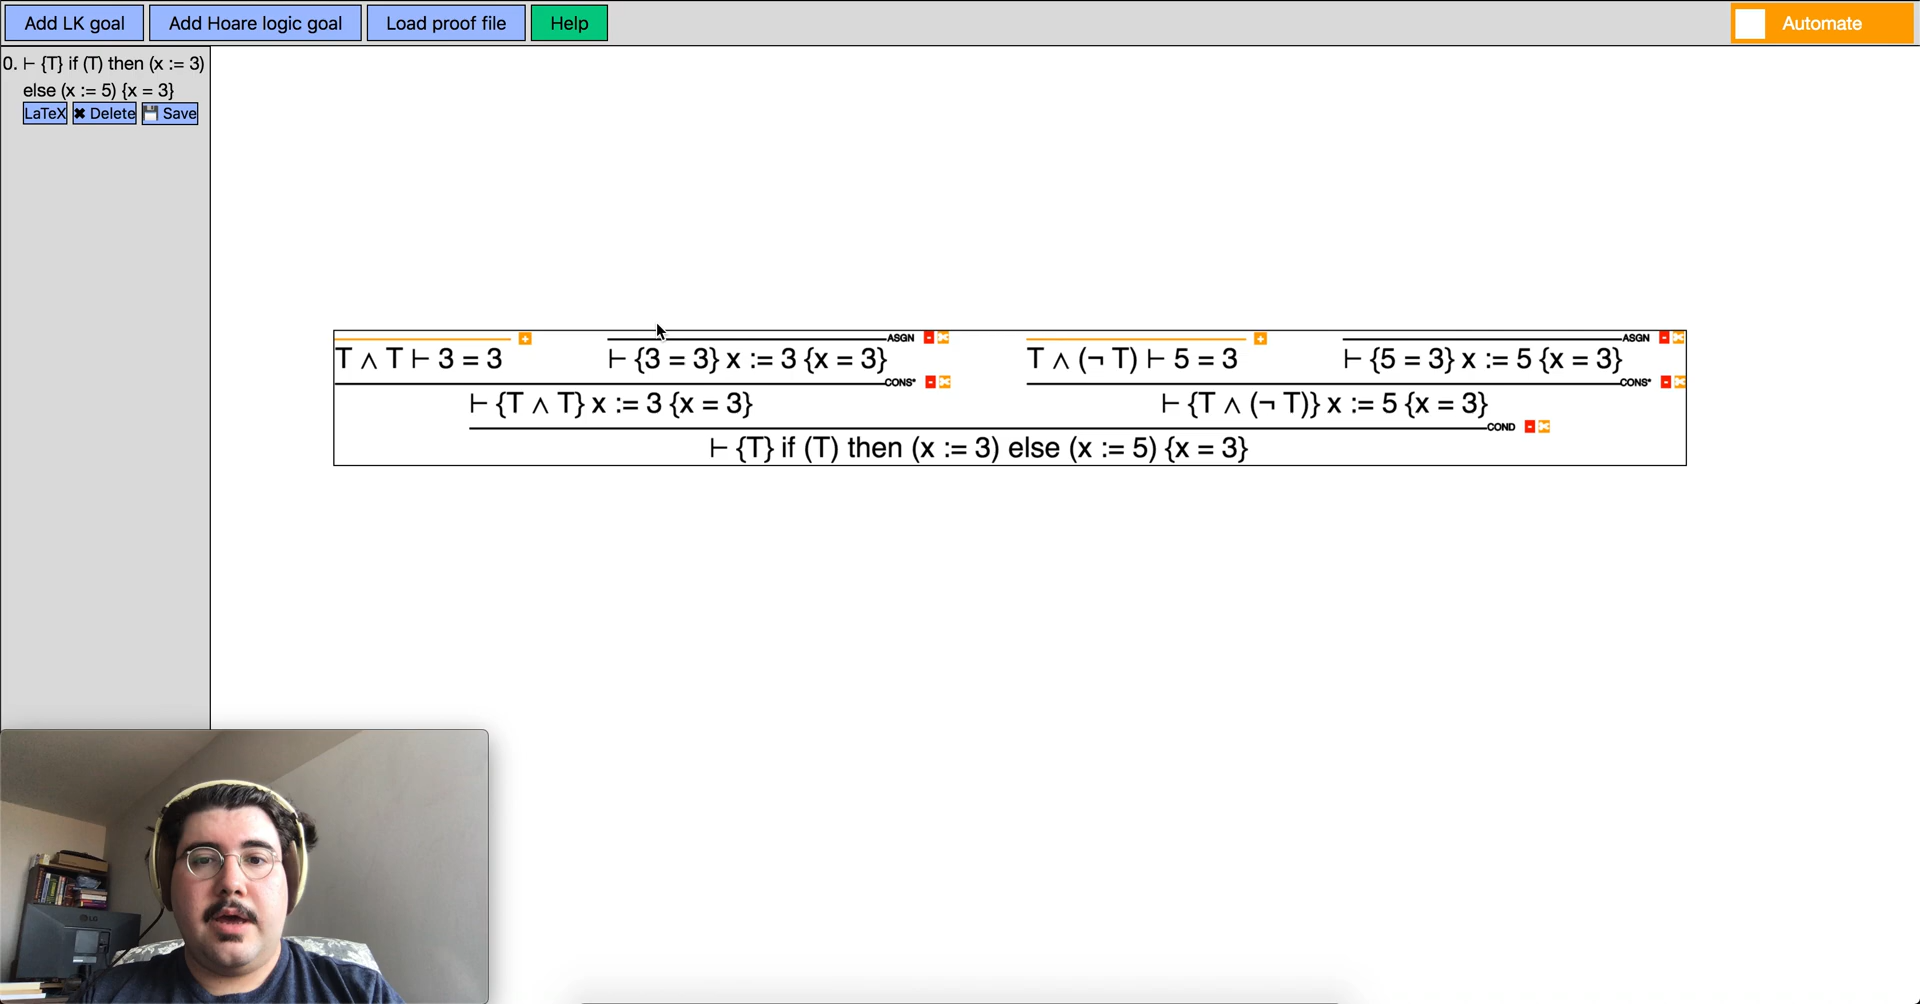 Add LK goal Add Hoare logic goal Load proof file Help Automate
0. ⊢ {T} if (T) then (x := 3)
else (x := 5) {x = 3}
LaTeX ✖ Delete 💾 Save
ASGN ASGN
T ∧ T ⊢ 3 = 3 ⊢ {3 = 3} x := 3 {x = 3} T ∧ (¬ T) ⊢ 5 = 3 ⊢ {5 = 3} x := 5 {x = 3}
CONS* CONS*
⊢ {T ∧ T} x := 3 {x = 3} ⊢ {T ∧ (¬ T)} x := 5 {x = 3}
COND
⊢ {T} if (T) then (x := 3) else (x := 5) {x = 3}
LG